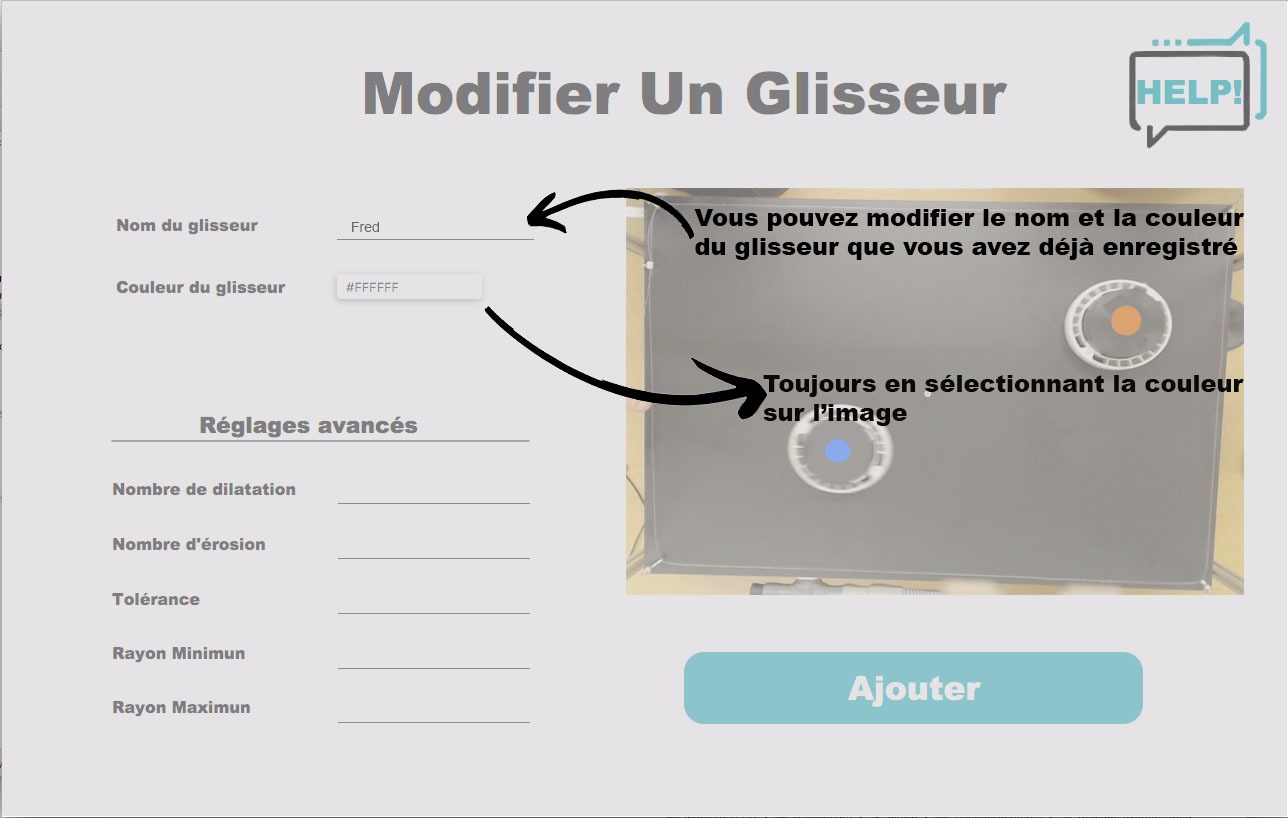 Modifier Un Glisseur
HELP!
Nom du glisseur
Fred
Vous pouvez modifier le nom et la couleur
du glisseur que vous avez déjà enregistré
Couleur du glisseur
#FFFFFF
Toujours en sélectionnant la couleur
sur l’image
Réglages avancés
Nombre de dilatation
Nombre d'érosion
Tolérance
Rayon Minimun
Rayon Maximun
Ajouter